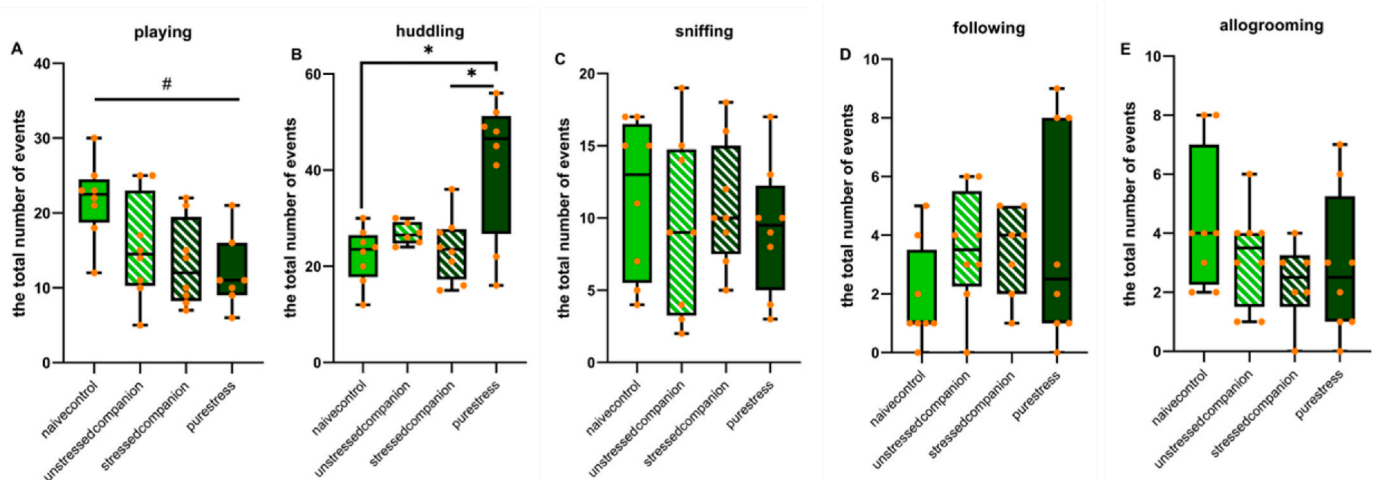 A
playing
the total number of events
40
30
20
10
0
#
naivecontrol
unstressedcompanion
stressedcompanion
purestress
B
huddling
the total number of events
60
40
20
0
*
*
naivecontrol
unstressedcompanion
stressedcompanion
purestress
C
sniffing
the total number of events
20
15
10
5
0
naivecontrol
unstressedcompanion
stressedcompanion
purestress
D
following
the total number of events
10
8
6
4
2
0
naivecontrol
unstressedcompanion
stressedcompanion
purestress
E
allogrooming
the total number of events
10
8
6
4
2
0
naivecontrol
unstressedcompanion
stressedcompanion
purestress